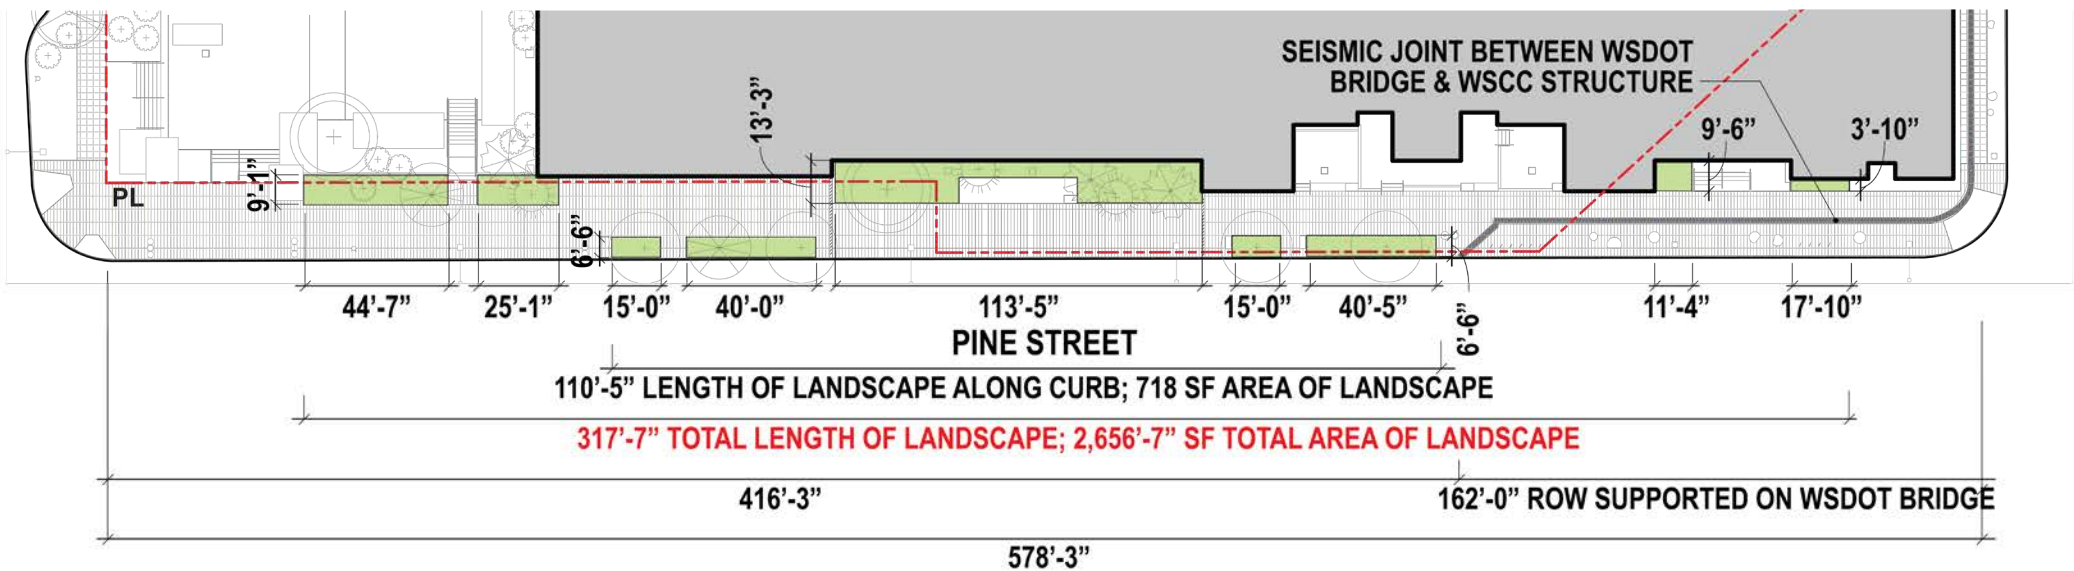 SEISMIC JOINT BETWEEN WSDOT
BRIDGE & WSCC STRUCTURE
13’-3”
9’-6”
3’-10”
PL
9’-1”
6’-6”
44’-7”
25’-1”
15’-0”
40’-0”
113’-5”
15’-0”
40’-5”
6’-6”
11’-4”
17’-10”
PINE STREET
110’-5” LENGTH OF LANDSCAPE ALONG CURB; 718 SF AREA OF LANDSCAPE
317’-7” TOTAL LENGTH OF LANDSCAPE; 2,656’-7” SF TOTAL AREA OF LANDSCAPE
416’-3”
162’-0” ROW SUPPORTED ON WSDOT BRIDGE
578’-3”